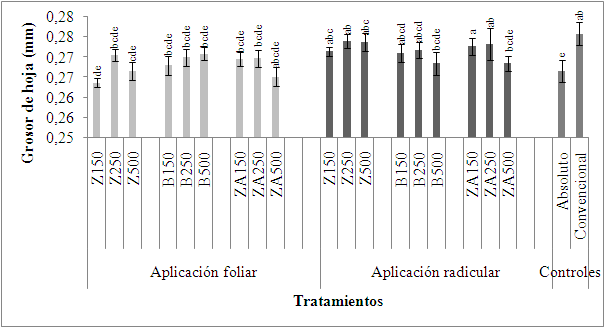 Grosor de hoja (mm)
0,28
0,28
0,27
0,27
0,26
0,26
0,25
de
bcde
cde
bcde
bcde
bcde
bcde
bcde
bcde
abc
ab
abc
abcd
abcd
bcde
a
ab
bcde
e
ab
Z150
Z250
Z500
B150
B250
B500
ZA150
ZA250
ZA500
Z150
Z250
Z500
B150
B250
B500
ZA150
ZA250
ZA500
Absoluto
Convencional
Aplicación foliar
Aplicación radicular
Controles
Tratamientos